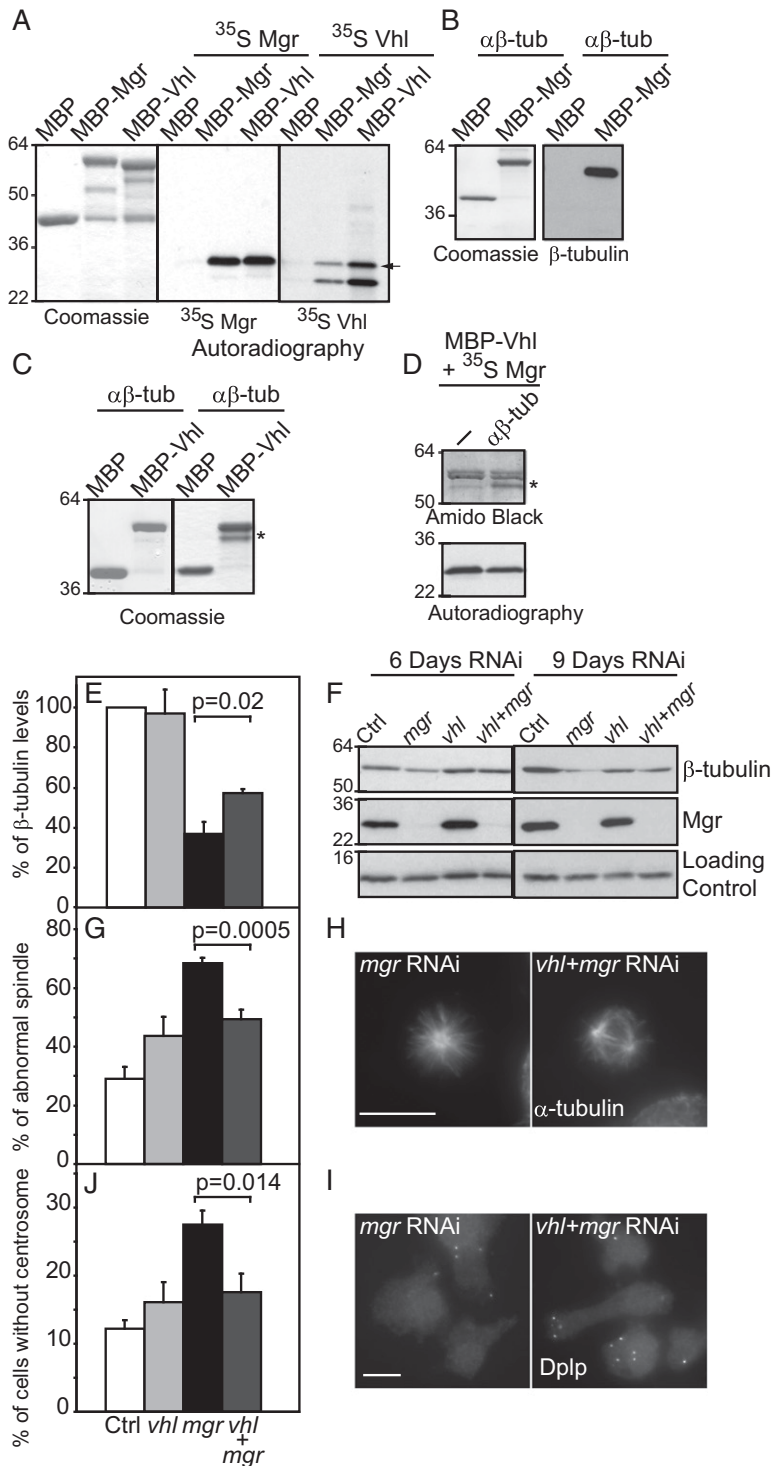 A
35S Mgr
35S Vhl
MBP
MBP-Mgr
MBP-Vhl
MBP
MBP-Mgr
MBP-Vhl
MBP
MBP-Mgr
MBP-Vhl
64
50
36
22
Coomassie
35S Mgr
35S Vhl
Autoradiography
B
αβ-tub
αβ-tub
MBP
MBP-Mgr
MBP
MBP-Mgr
64
36
Coomassie
β-tubulin
C
αβ-tub
αβ-tub
MBP
MBP-Vhl
MBP
MBP-Vhl
64
36
*
Coomassie
D
MBP-Vhl
+ 35S Mgr
–
αβ-tub
64
50
*
Amido Black
36
22
Autoradiography
E
% of β-tubulin levels
100
80
60
40
20
0
p=0.02
F
6 Days RNAi
9 Days RNAi
Ctrl
mgr
vhl
vhl+mgr
Ctrl
mgr
vhl
vhl+mgr
64
50
β-tubulin
36
22
Mgr
16
Loading
Control
G
% of abnormal spindle
80
60
40
20
0
p=0.0005
H
mgr RNAi
vhl+mgr RNAi
α-tubulin
J
% of cells without centrosome
30
20
10
0
p=0.014
Ctrl
vhl
mgr
vhl
+
mgr
I
mgr RNAi
vhl+mgr RNAi
Dplp